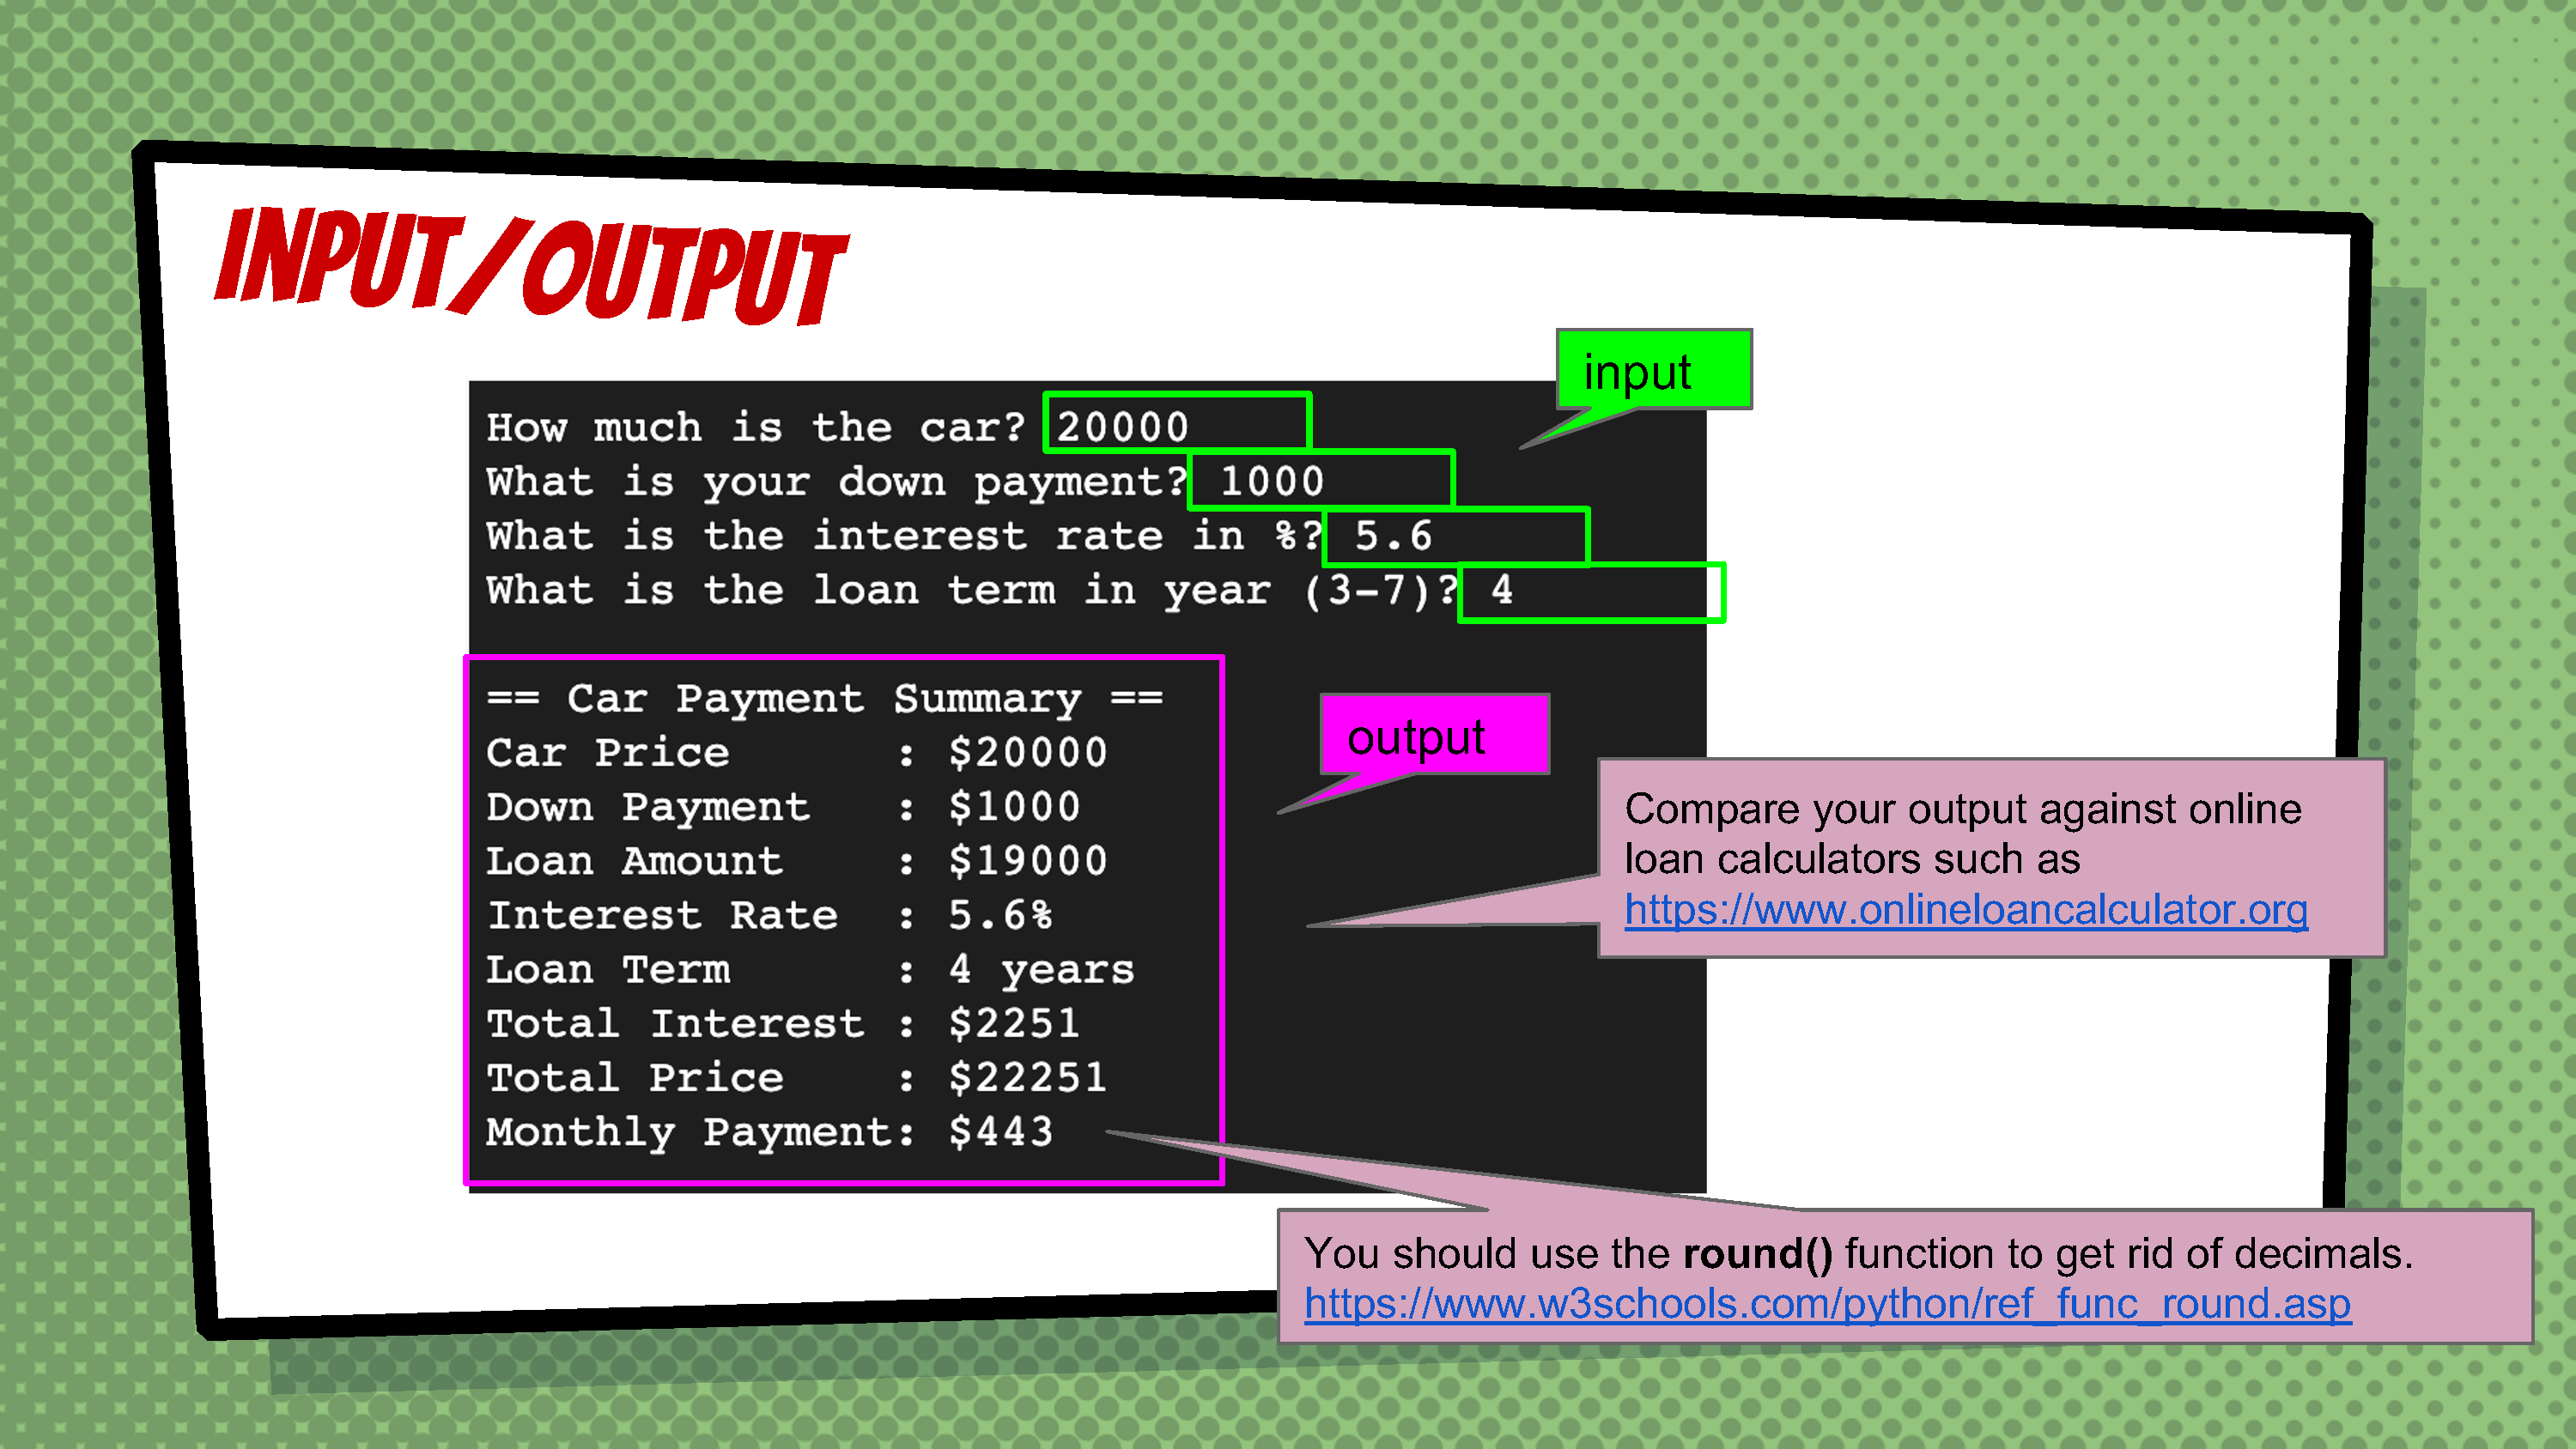 INPUT/OUTPUT
input
How much is the car? 20000
What is your down payment? 1000
What is the interest rate in %? 5.6
What is the loan term in year (3-7)? 4
== Car Payment Summary ==
Car Price : $20000
Down Payment : $1000
Loan Amount : $19000
Interest Rate : 5.6%
Loan Term : 4 years
Total Interest : $2251
Total Price : $22251
Monthly Payment: $443
output
Compare your output against online
loan calculators such as
https://www.onlineloancalculator.org
You should use the round() function to get rid of decimals.
https://www.w3schools.com/python/ref_func_round.asp